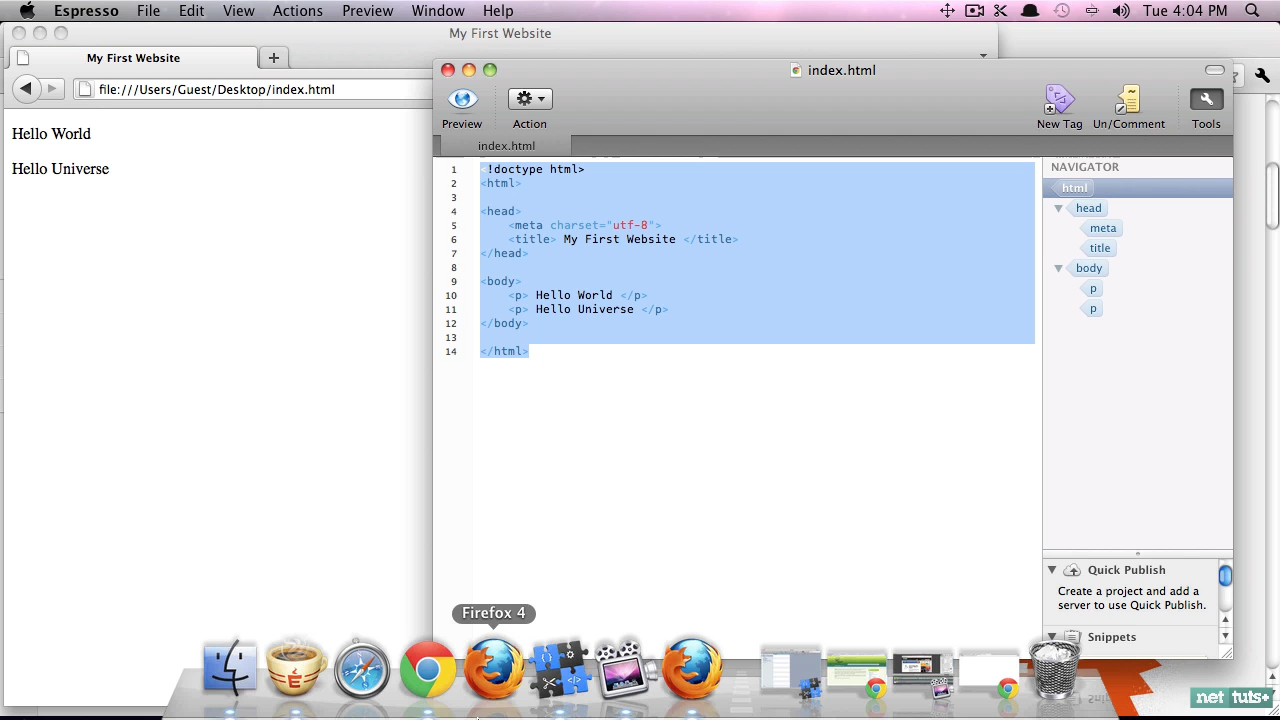 Espresso File Edit View Actions Preview Window Help Tue 4:04 PM
My First Website
My First Website
file:///Users/Guest/Desktop/index.html
Hello World
Hello Universe
index.html
Preview Action New Tag Un/Comment Tools
index.html
1 <!doctype html>
2 <html>
3
4 <head>
5 <meta charset="utf-8">
6 <title> My First Website </title>
7 </head>
8
9 <body>
10 <p> Hello World </p>
11 <p> Hello Universe </p>
12 </body>
13
14 </html>
NAVIGATOR
html
head
meta
title
body
p
p
Quick Publish
Create a project and add a
server to use Quick Publish.
Snippets
Firefox 4
net tuts+